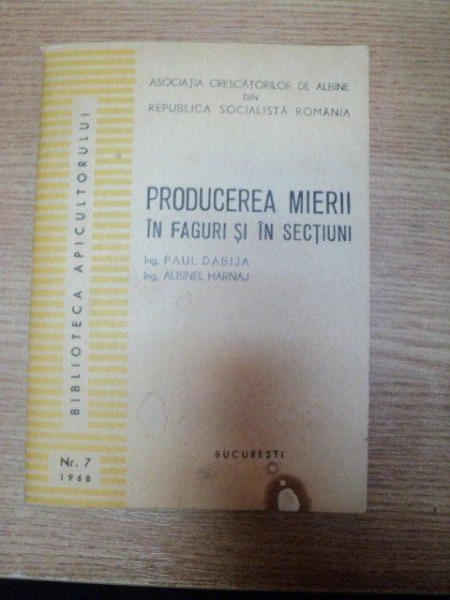 ASOCIAȚIA CRESCĂTORILOR DE ALBINE
DIN
REPUBLICA SOCIALISTĂ ROMÂNIA
BIBLIOTECA APICULTORULUI
PRODUCEREA MIERII
ÎN FAGURI ȘI ÎN SECȚIUNI
Ing. PAUL DABIJA
Ing. ALBINEL HARNAJ
BUCUREȘTI
Nr. 7
1968